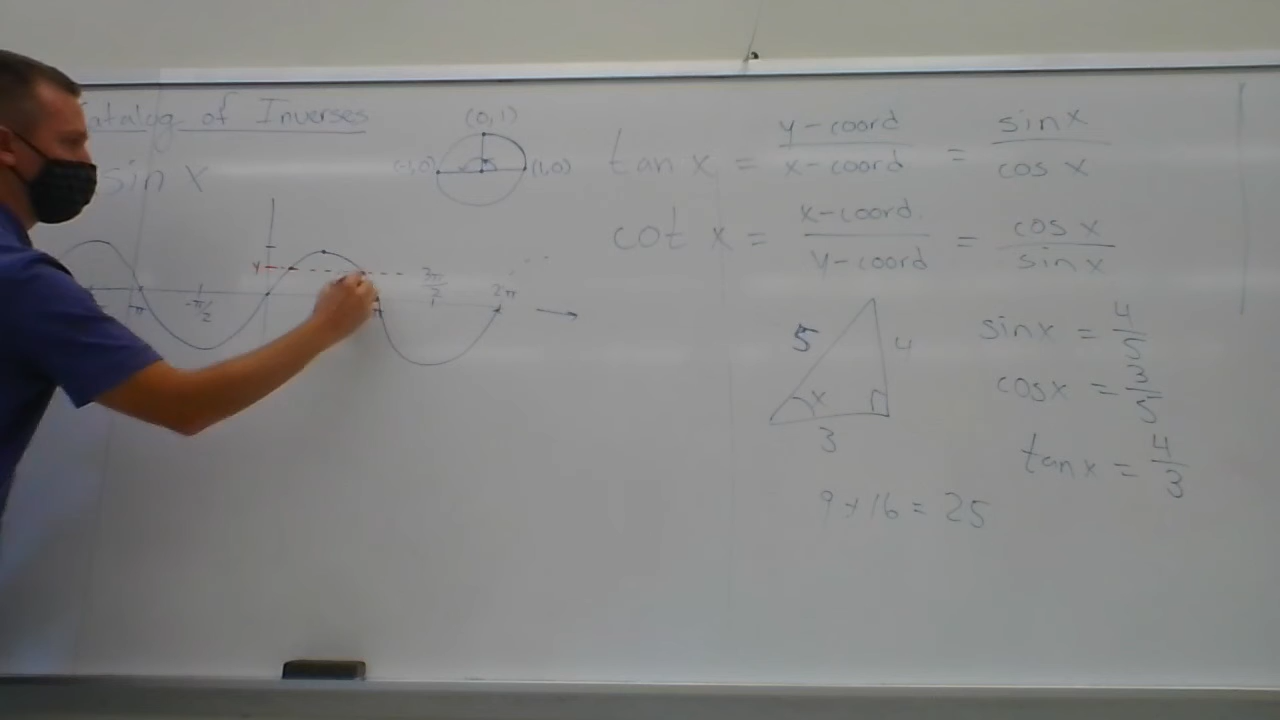 atalog of Inverses
sin x
(0,1)
(-1,0)
(1,0)
y
-π
-π/2
π
3π/2
2π
tan x = y-coord/x-coord = sin x/cos x
cot x = x-coord/y-coord = cos x/sin x
5
4
x
3
9+16=25
sin x = 4/5
cos x = 3/5
tan x = 4/3